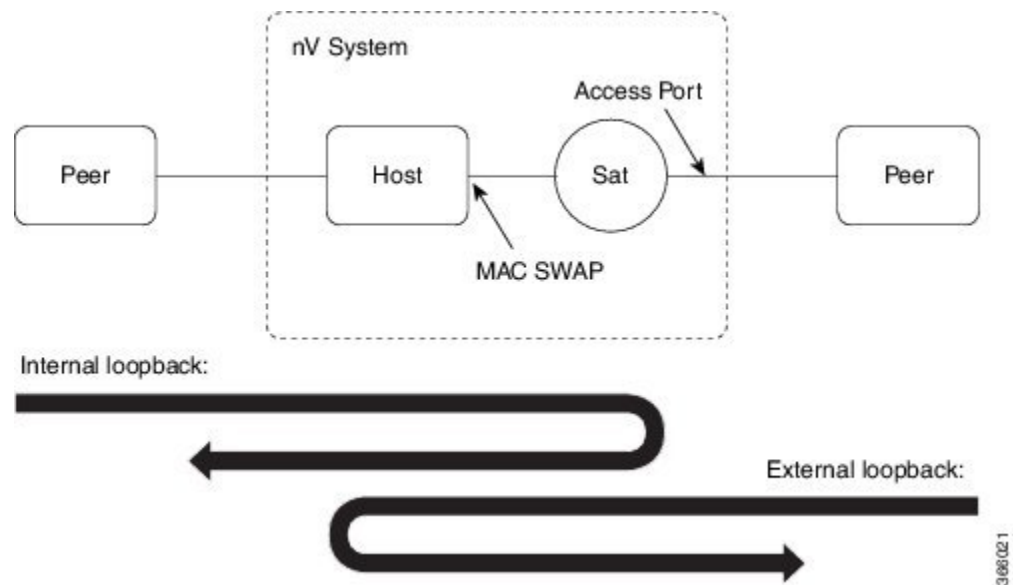 nV System
Access Port
Peer
Host
Sat
Peer
MAC SWAP
Internal loopback:
External loopback:
366021